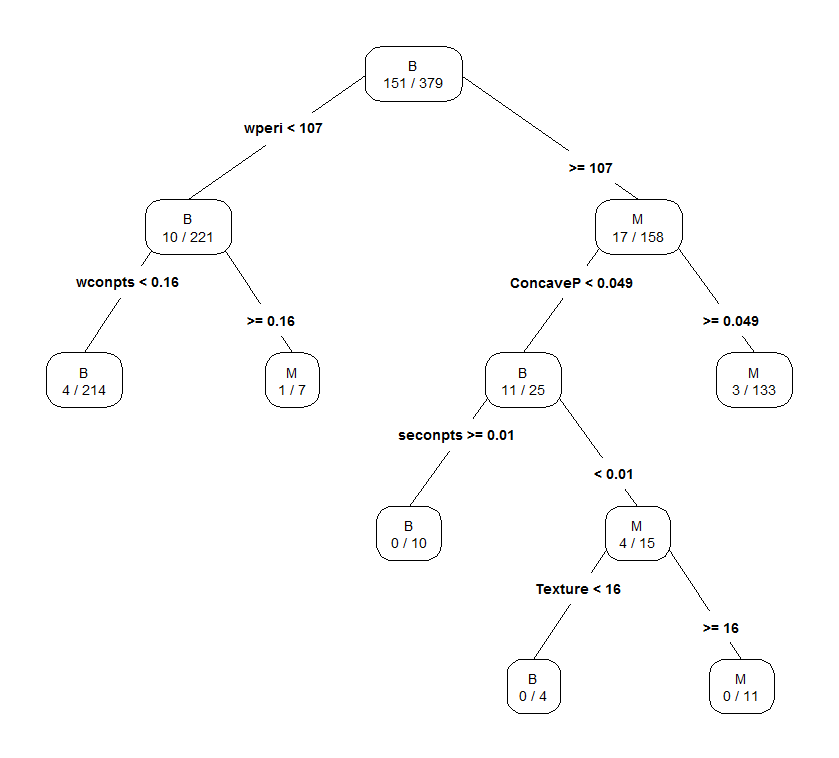 B
151 / 379
wperi < 107
>= 107
B
10 / 221
M
17 / 158
wconpts < 0.16
ConcaveP < 0.049
>= 0.16
>= 0.049
B
4 / 214
M
1 / 7
B
11 / 25
M
3 / 133
seconpts >= 0.01
< 0.01
B
0 / 10
M
4 / 15
Texture < 16
>= 16
B
0 / 4
M
0 / 11